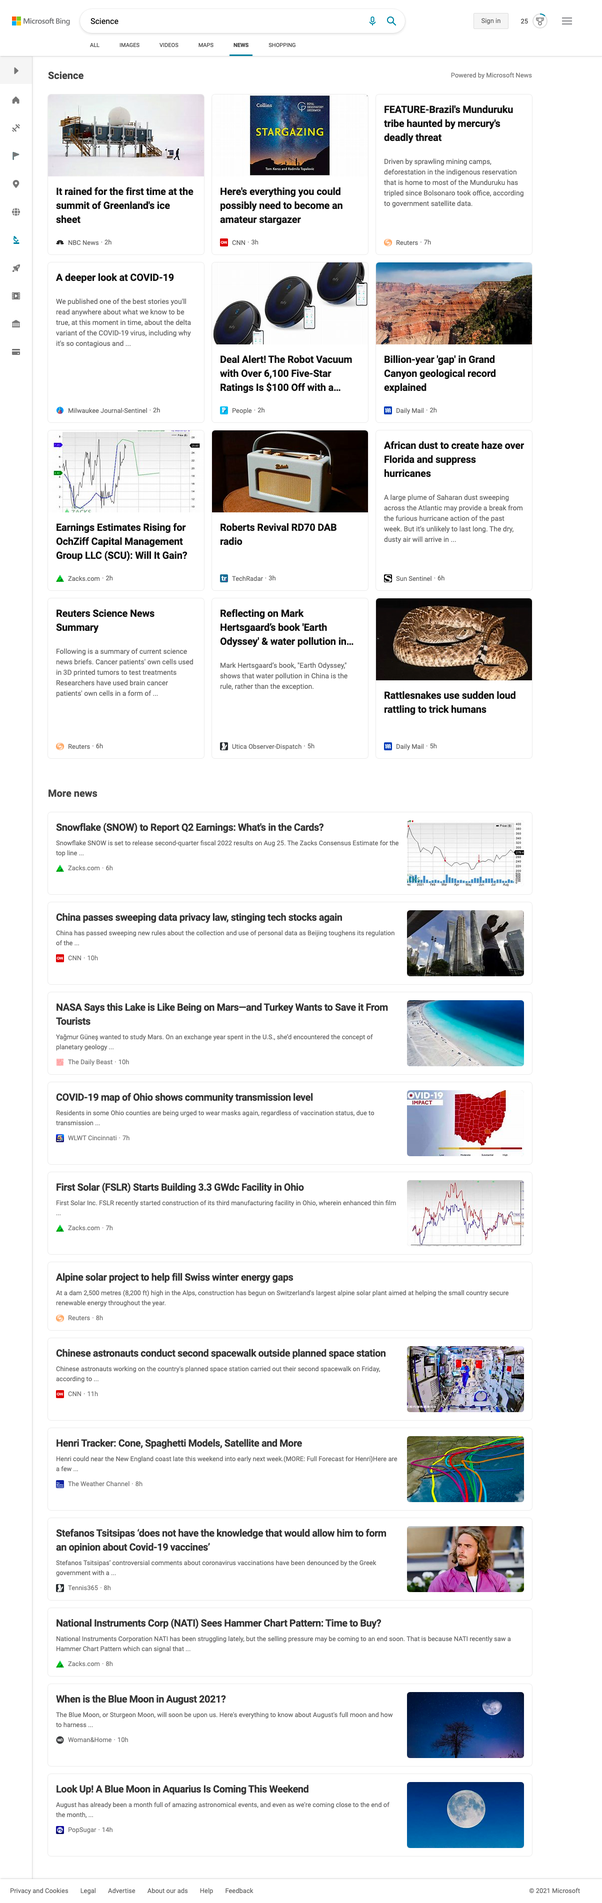 Microsoft Bing
Science
Sign in
25
ALL
IMAGES
VIDEOS
MAPS
NEWS
SHOPPING
Science
Powered by Microsoft News
It rained for the first time at the
summit of Greenland's ice
sheet
NBC News · 2h
Collins
STARGAZING
Here's everything you could
possibly need to become an
amateur stargazer
CNN · 3h
FEATURE-Brazil's Munduruku
tribe haunted by mercury's
deadly threat
Driven by sprawling mining camps,
deforestation in the indigenous reservation
that is home to most of the Munduruku has
tripled since Bolsonaro took office, according
to government satellite data.
Reuters · 7h
A deeper look at COVID-19
We published one of the best stories you'll
read anywhere about what we know to be
true, at this moment in time, about the delta
variant of the COVID-19 virus, including why
it's so contagious and ...
Milwaukee Journal-Sentinel · 2h
Deal Alert! The Robot Vacuum
with Over 6,100 Five-Star
Ratings Is $100 Off with a...
People · 2h
Billion-year 'gap' in Grand
Canyon geological record
explained
Daily Mail · 2h
ZACKS
Earnings Estimates Rising for
OchZiff Capital Management
Group LLC (SCU): Will It Gain?
Zacks.com · 2h
Roberts Revival RD70 DAB
radio
TechRadar · 3h
African dust to create haze over
Florida and suppress
hurricanes
A large plume of Saharan dust sweeping
across the Atlantic may provide a break from
the furious hurricane action of the past
week. But it's unlikely to last long. The dry,
dusty air will arrive in ...
Sun Sentinel · 6h
Reuters Science News
Summary
Following is a summary of current science
news briefs. Cancer patients' own cells used
in 3D printed tumors to test treatments
Researchers have used brain cancer
patients' own cells in a form of ...
Reuters · 6h
Reflecting on Mark
Hertsgaard's book 'Earth
Odyssey' & water pollution in...
Mark Hertsgaard's book, "Earth Odyssey,"
shows that water pollution in China is the
rule, rather than the exception.
Utica Observer-Dispatch · 5h
Rattlesnakes use sudden loud
rattling to trick humans
Daily Mail · 5h
More news
Snowflake (SNOW) to Report Q2 Earnings: What's in the Cards?
Snowflake SNOW is set to release second-quarter fiscal 2022 results on Aug 25. The Zacks Consensus Estimate for the
top line ...
Zacks.com · 6h
China passes sweeping data privacy law, stinging tech stocks again
China has passed sweeping new rules about the collection and use of personal data as Beijing toughens its regulation
of the ...
CNN · 10h
NASA Says this Lake is Like Being on Mars—and Turkey Wants to Save it From
Tourists
Yağmur Güneş wanted to study Mars. On an exchange year spent in the U.S., she'd encountered the concept of
planetary geology ...
The Daily Beast · 10h
COVID-19 map of Ohio shows community transmission level
Residents in some Ohio counties are being urged to wear masks again, regardless of vaccination status, due to
transmission ...
WLWT Cincinnati · 7h
OVID-19
IMPACT
First Solar (FSLR) Starts Building 3.3 GWdc Facility in Ohio
First Solar Inc. FSLR recently started construction of its third manufacturing facility in Ohio, wherein enhanced thin film
...
Zacks.com · 7h
Alpine solar project to help fill Swiss winter energy gaps
At a dam 2,500 metres (8,200 ft) high in the Alps, construction has begun on Switzerland's largest alpine solar plant aimed at helping the small country secure
renewable energy throughout the year.
Reuters · 8h
Chinese astronauts conduct second spacewalk outside planned space station
Chinese astronauts working on the country's planned space station carried out their second spacewalk on Friday,
according to ...
CNN · 11h
Henri Tracker: Cone, Spaghetti Models, Satellite and More
Henri could near the New England coast late this weekend into early next week.(MORE: Full Forecast for Henri)Here are
a few ...
The Weather Channel · 8h
Stefanos Tsitsipas 'does not have the knowledge that would allow him to form
an opinion about Covid-19 vaccines'
Stefanos Tsitsipas' controversial comments about coronavirus vaccinations have been denounced by the Greek
government with a ...
Tennis365 · 8h
National Instruments Corp (NATI) Sees Hammer Chart Pattern: Time to Buy?
National Instruments Corporation NATI has been struggling lately, but the selling pressure may be coming to an end soon. That is because NATI recently saw a
Hammer Chart Pattern which can signal that ...
Zacks.com · 8h
When is the Blue Moon in August 2021?
The Blue Moon, or Sturgeon Moon, will soon be upon us. Here's everything to know about August's full moon and how
to harness ...
Woman&Home · 10h
Look Up! A Blue Moon in Aquarius Is Coming This Weekend
August has already been a month full of amazing astronomical events, and even as we're coming close to the end of
the month, ...
PopSugar · 14h
Privacy and Cookies
Legal
Advertise
About our ads
Help
Feedback
© 2021 Microsoft